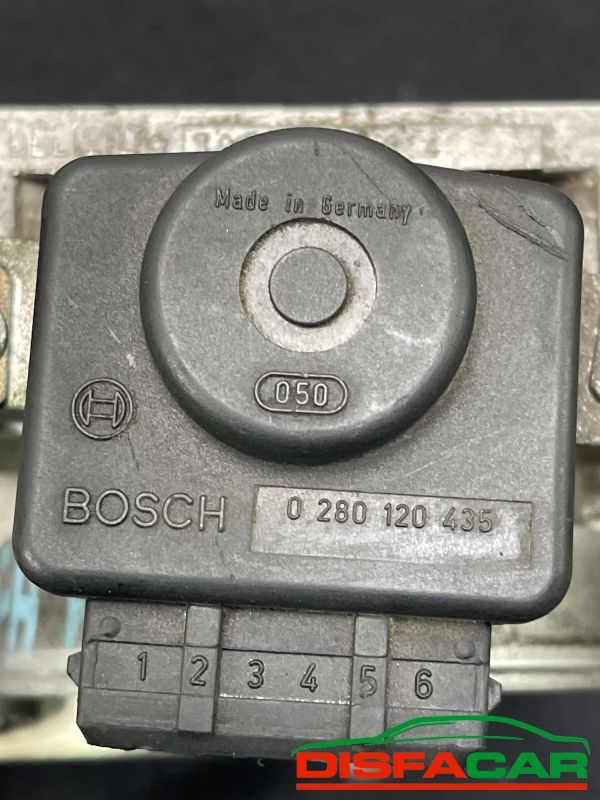 Made in Germany
050
BOSCH
0 280 120 435
1 2 3 4 5 6
DISFACAR